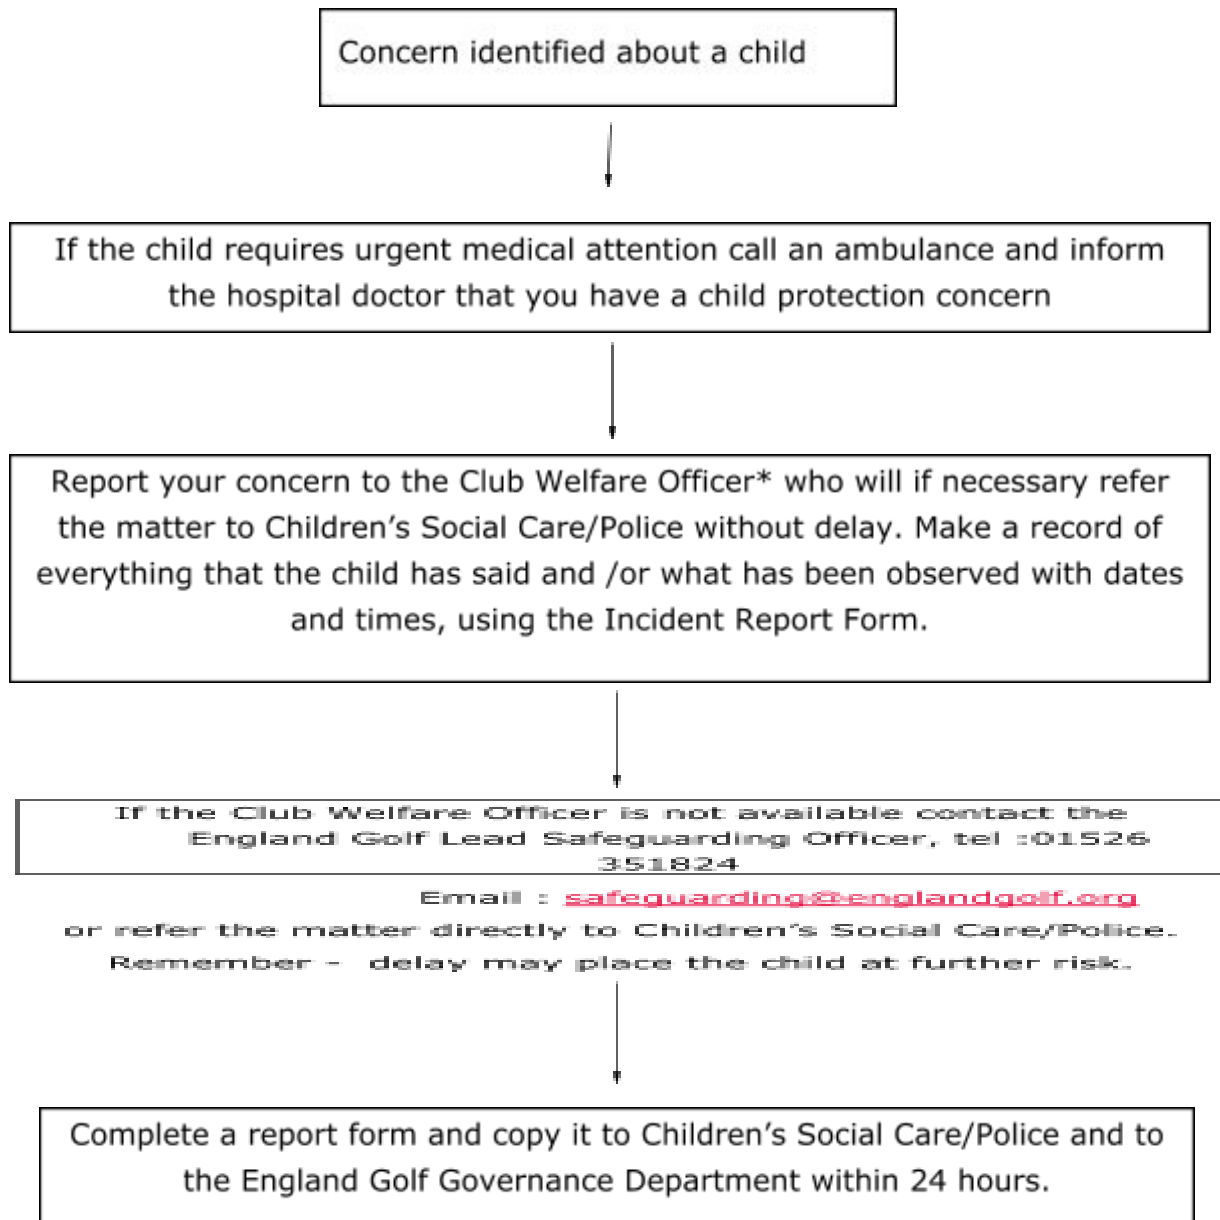 Concern identified about a child
If the child requires urgent medical attention call an ambulance and inform
the hospital doctor that you have a child protection concern
Report your concern to the Club Welfare Officer* who will if necessary refer
the matter to Children’s Social Care/Police without delay. Make a record of
everything that the child has said and /or what has been observed with dates
and times, using the Incident Report Form.
If the Club Welfare Officer is not available contact the
England Golf Lead Safeguarding Officer, tel :01526
351824
Email : safeguarding@englandgolf.org
or refer the matter directly to Children’s Social Care/Police.
Remember – delay may place the child at further risk.
Complete a report form and copy it to Children’s Social Care/Police and to
the England Golf Governance Department within 24 hours.